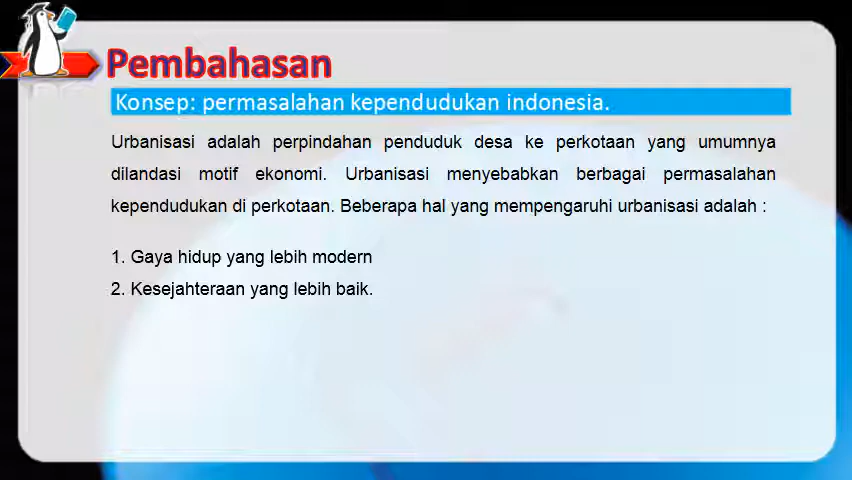 Pembahasan
Konsep: permasalahan kependudukan indonesia.
Urbanisasi adalah perpindahan penduduk desa ke perkotaan yang umumnya
dilandasi motif ekonomi. Urbanisasi menyebabkan berbagai permasalahan
kependudukan di perkotaan. Beberapa hal yang mempengaruhi urbanisasi adalah :
1. Gaya hidup yang lebih modern
2. Kesejahteraan yang lebih baik.